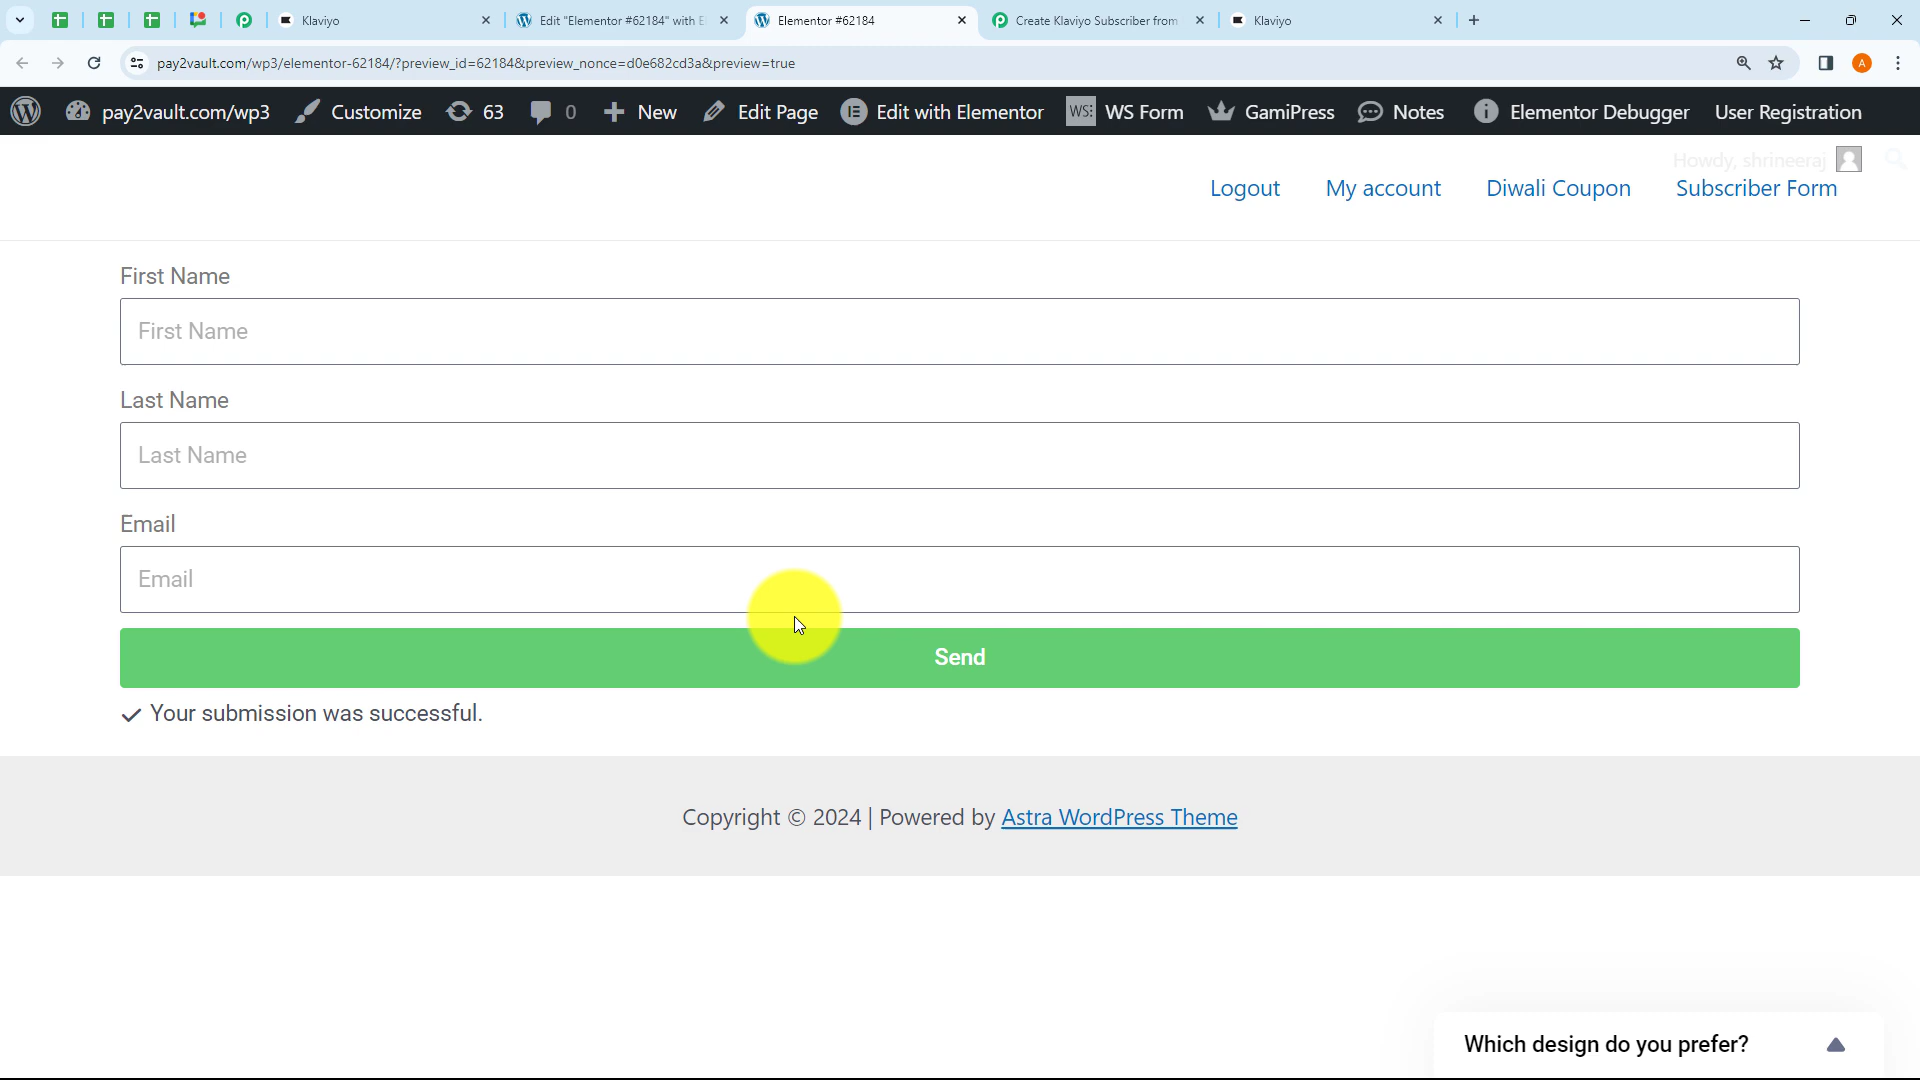 Klaviyo
Edit "Elementor #62184" with E
Elementor #62184
Create Klaviyo Subscriber from
Klaviyo
pay2vault.com/wp3/elementor-62184/?preview_id=62184&preview_nonce=d0e682cd3a&preview=true
A
pay2vault.com/wp3
Customize
63
0
New
Edit Page
Edit with Elementor
WS: WS Form
GamiPress
Notes
Elementor Debugger
User Registration
Howdy, shrineeraj
Logout
My account
Diwali Coupon
Subscriber Form
First Name
First Name
Last Name
Last Name
Email
Email
Send
Your submission was successful.
Copyright © 2024 | Powered by Astra WordPress Theme
Which design do you prefer?